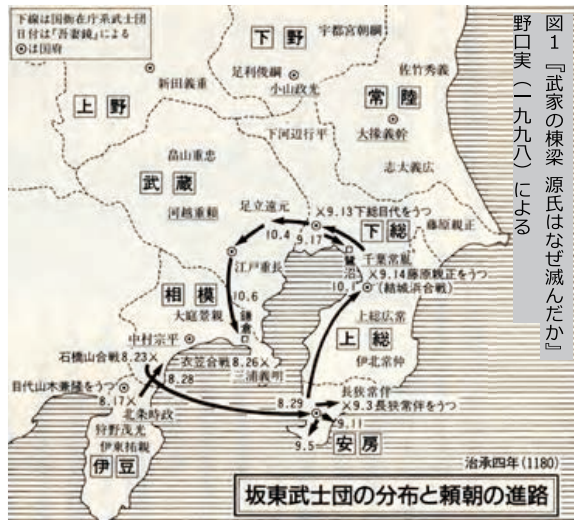 図1『武家の棟梁 源氏はなぜ滅んだか』
野口実（一九九八）による
下線は国衙在庁系武士団
日付は『吾妻鏡』による
◎は国府
下野
宇都宮朝綱
足利俊綱
小山政光
上野
新田義重
常陸
佐竹秀義
大掾義幹
志太義広
下河辺行平
武蔵
畠山重忠
河越重頼
足立遠元
江戸重長
10.4
9.17
×9.13下総目代をうつ
下総
藤原親正
千葉常胤
鷺沼
10.1
×9.14藤原親正をうつ
(結城浜合戦)
10.6
相模
大庭景親
鎌倉
中村宗平
上総広常
上総
伊北常仲
石橋山合戦8.23×
衣笠合戦8.26×
三浦義明
8.28
目代山木兼隆をうつ
8.17×
北条時政
狩野茂光
伊東祐親
伊豆
8.29
長狭常伴
×9.3長狭常伴をうつ
9.11
9.5
安房
治承四年(1180)
坂東武士団の分布と頼朝の進路